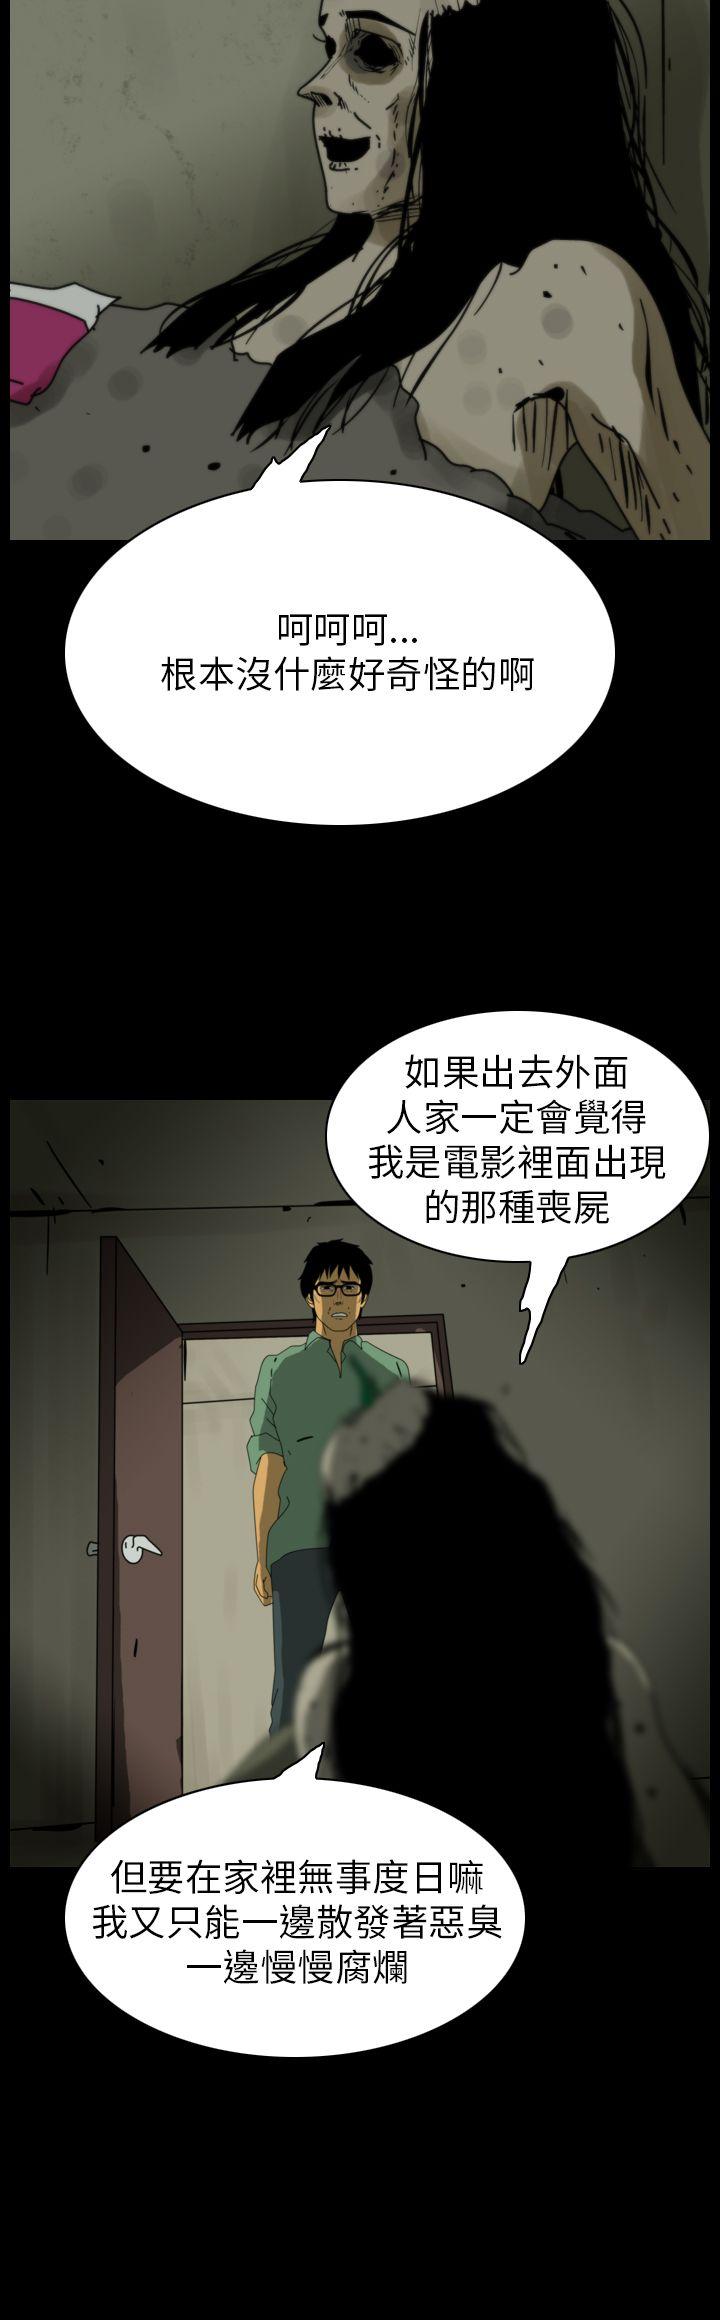 呵呵呵...
根本沒什麼好奇怪的啊
如果出去外面
人家一定會覺得
我是電影裡面出現
的那種喪屍
但要在家裡無事度日嘛
我又只能一邊散發著惡臭
一邊慢慢腐爛